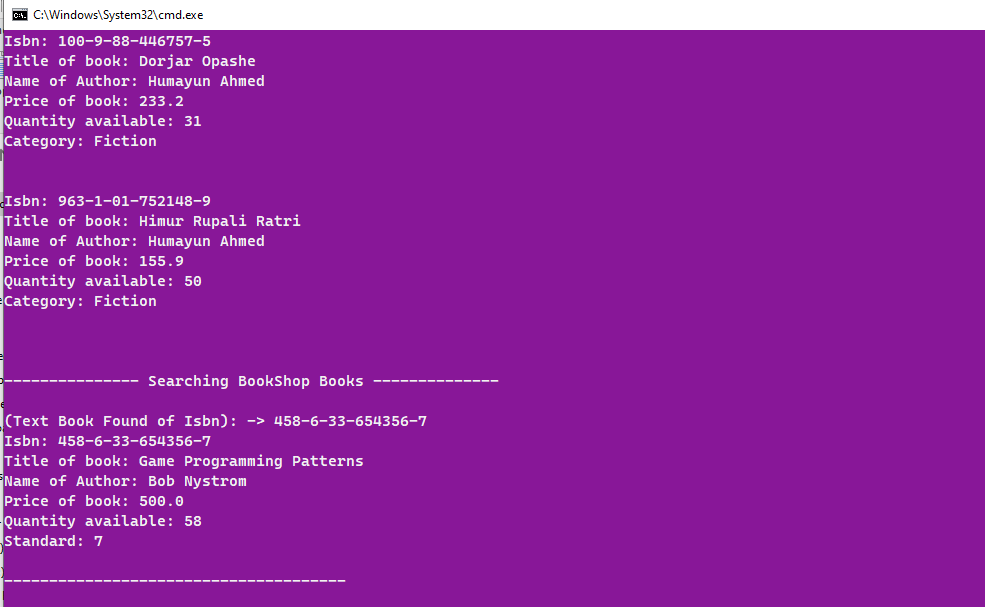 C:\Windows\System32\cmd.exe
Isbn: 100-9-88-446757-5
Title of book: Dorjar Opashe
Name of Author: Humayun Ahmed
Price of book: 233.2
Quantity available: 31
Category: Fiction
Isbn: 963-1-01-752148-9
Title of book: Himur Rupali Ratri
Name of Author: Humayun Ahmed
Price of book: 155.9
Quantity available: 50
Category: Fiction
--------------- Searching BookShop Books --------------
(Text Book Found of Isbn): -> 458-6-33-654356-7
Isbn: 458-6-33-654356-7
Title of book: Game Programming Patterns
Name of Author: Bob Nystrom
Price of book: 500.0
Quantity available: 58
Standard: 7
--------------------------------------